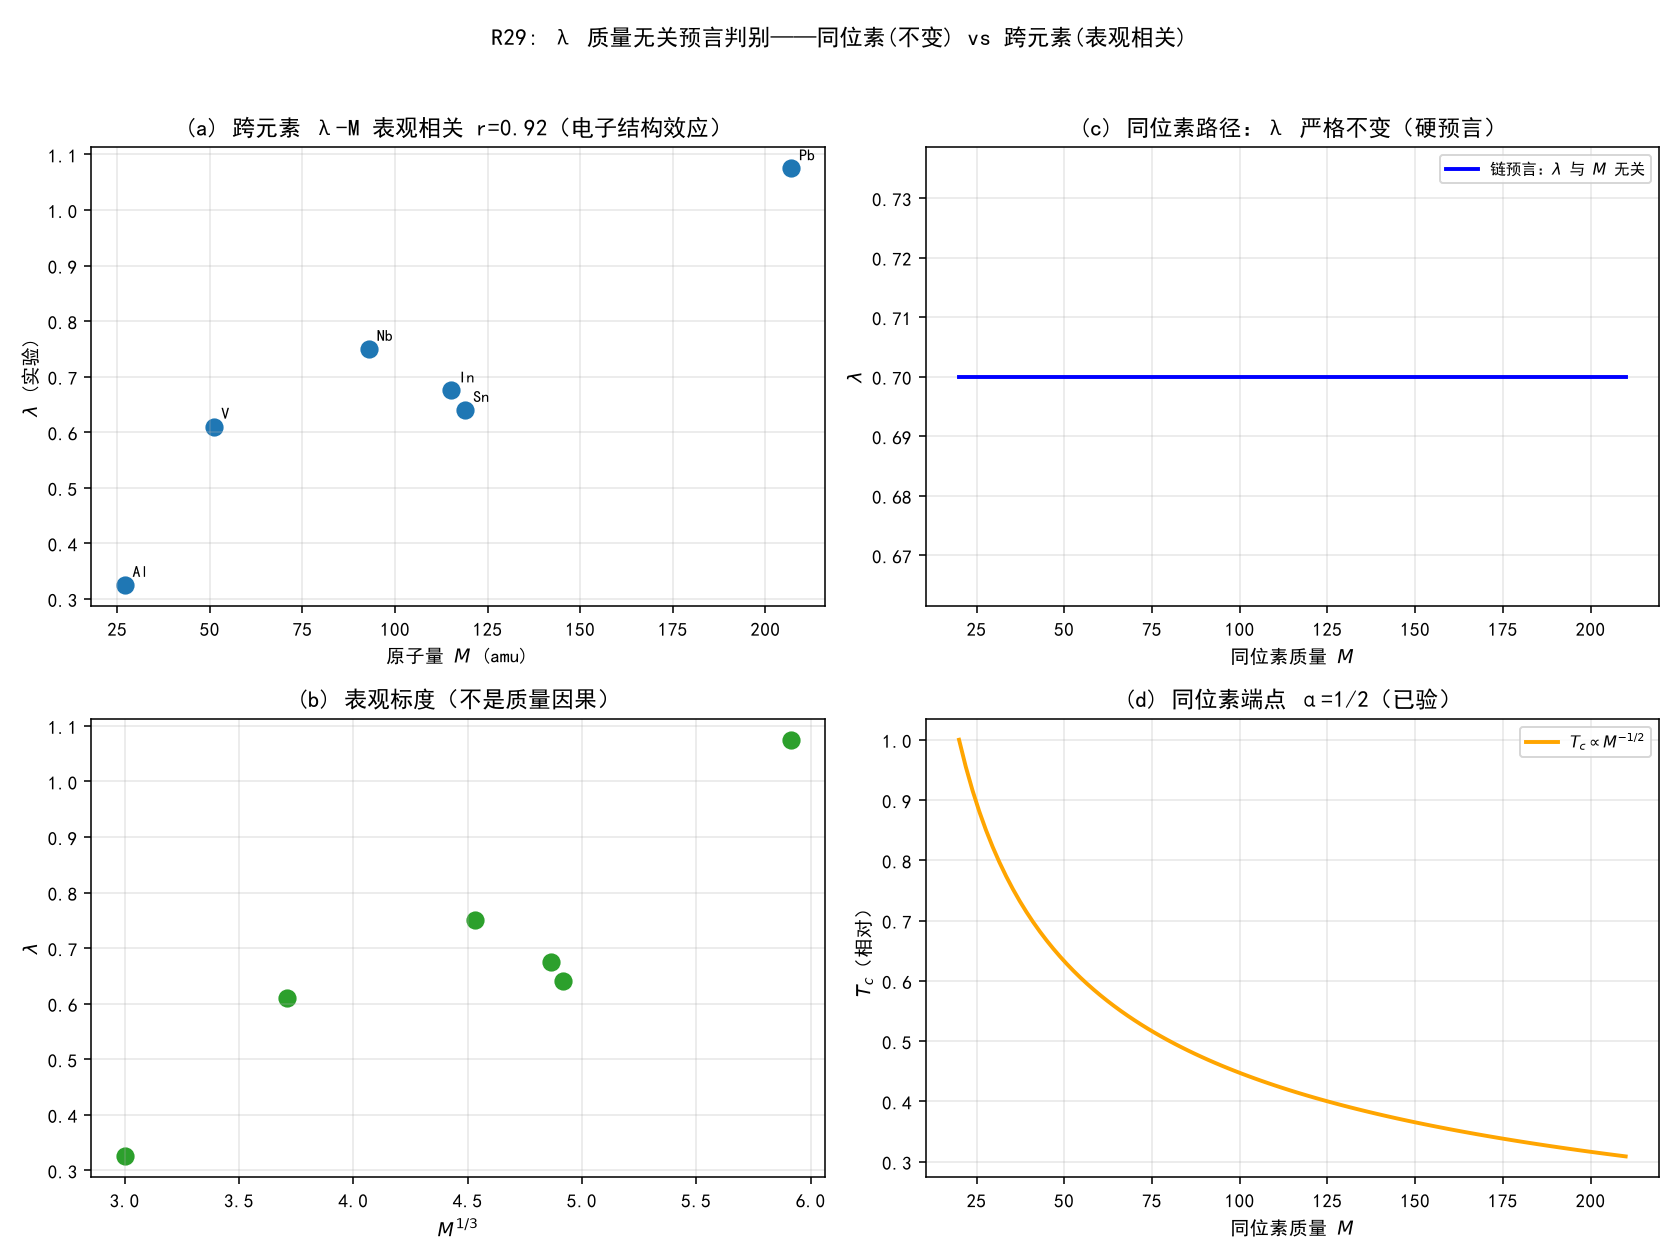 R29: λ 质量无关预言判别——同位素(不变) vs 跨元素(表观相关)
(a) 跨元素 λ-M 表观相关 r=0.92（电子结构效应）
1.1
1.0
0.9
0.8
0.7
0.6
0.5
0.4
0.3
λ（实验）
Pb
Nb
In
Sn
V
Al
25 50 75 100 125 150 175 200
原子量 M (amu)
(c) 同位素路径：λ 严格不变（硬预言）
链预言：λ 与 M 无关
0.73
0.72
0.71
0.70
0.69
0.68
0.67
λ
25 50 75 100 125 150 175 200
同位素质量 M
(b) 表观标度（不是质量因果）
1.1
1.0
0.9
0.8
0.7
0.6
0.5
0.4
0.3
λ
3.0 3.5 4.0 4.5 5.0 5.5 6.0
M^{1/3}
(d) 同位素端点 α=1/2（已验）
T_c∝M^{-1/2}
1.0
0.9
0.8
0.7
0.6
0.5
0.4
0.3
T_c（相对）
25 50 75 100 125 150 175 200
同位素质量 M